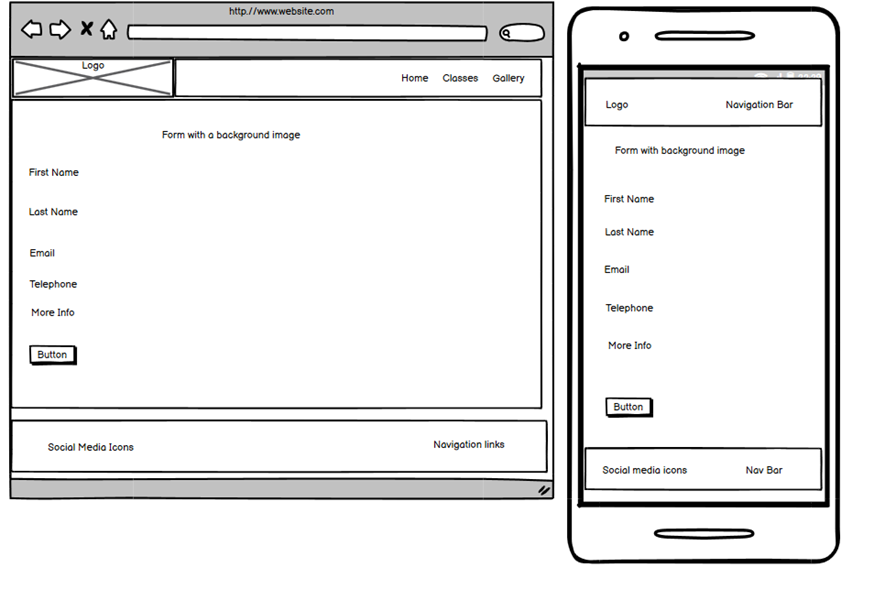 http://www.website.com
Logo
Home Classes Gallery
Form with a background image
First Name
Last Name
Email
Telephone
More Info
Button
Social Media Icons Navigation links
Logo Navigation Bar
Form with background image
First Name
Last Name
Email
Telephone
More Info
Button
Social media icons Nav Bar